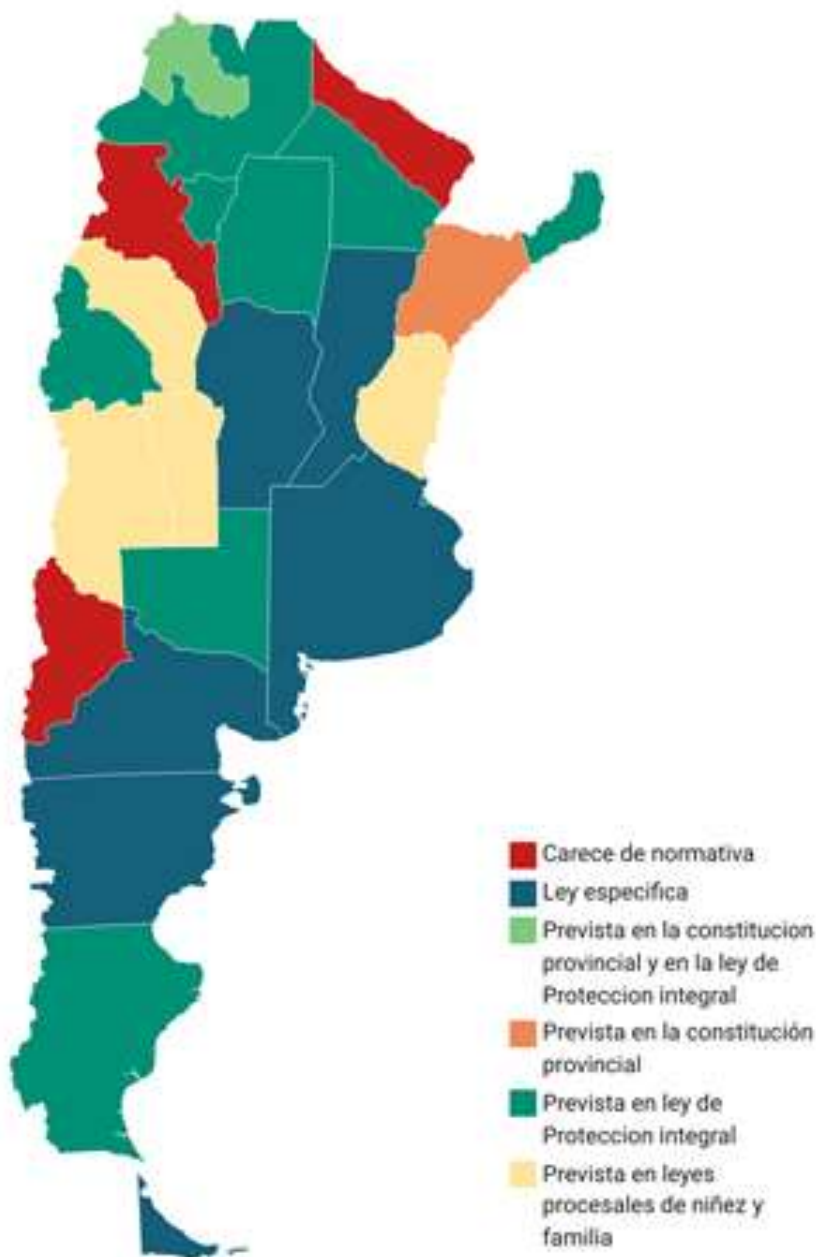 Carece de normativa
Ley especifica
Prevista en la constitucion
provincial y en la ley de
Proteccion integral
Prevista en la constitución
provincial
Prevista en ley de
Proteccion integral
Prevista en leyes
procesales de niñez y
familia